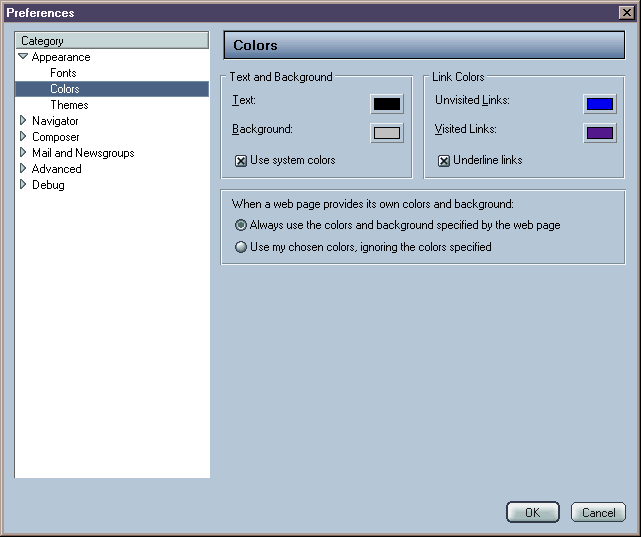 Preferences
Category
Appearance
Fonts
Colors
Themes
Navigator
Composer
Mail and Newsgroups
Advanced
Debug
Colors
Text and Background
Text:
Background:
Use system colors
Link Colors
Unvisited Links:
Visited Links:
Underline links
When a web page provides its own colors and background:
Always use the colors and background specified by the web page
Use my chosen colors, ignoring the colors specified
OK
Cancel